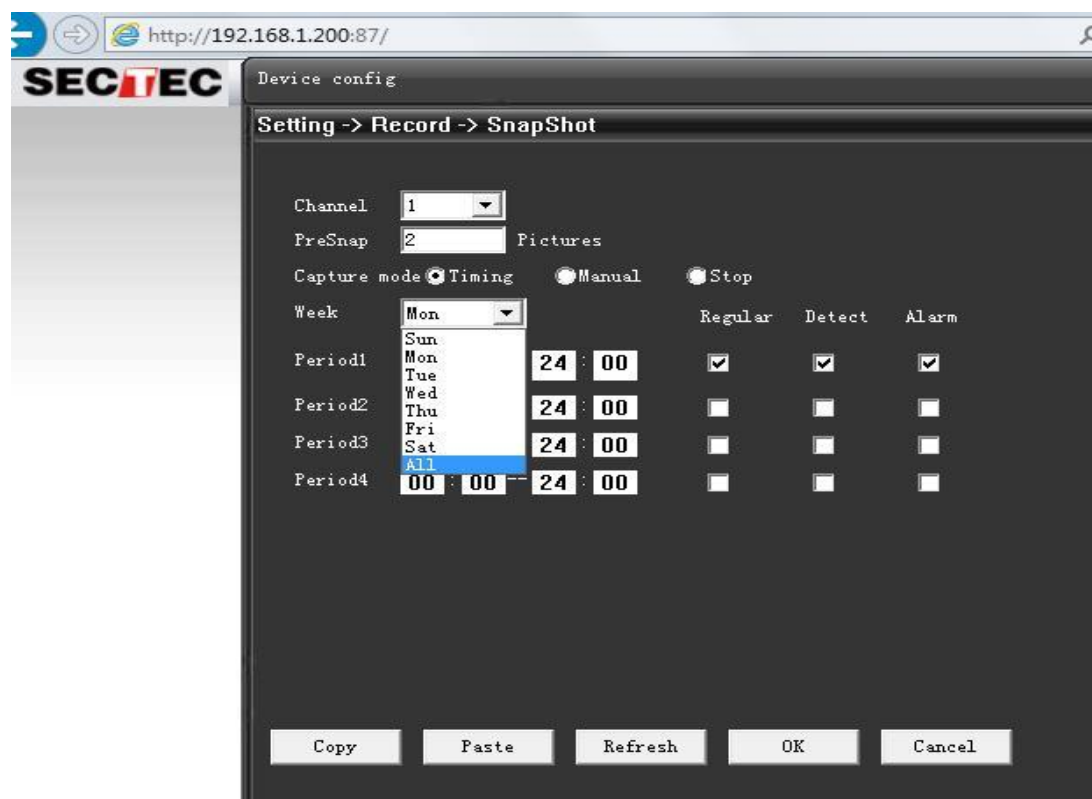 http://192.168.1.200:87/
SECTEC
Device config
Setting -> Record -> SnapShot
Channel 1
PreSnap 2 Pictures
Capture mode Timing Manual Stop
Week Mon Regular Detect Alarm
Sun
Mon
Tue
Wed
Thu
Fri
Sat
All
Period1 24 : 00
Period2 24 : 00
Period3 24 : 00
Period4 00 : 00 -- 24 : 00
Copy Paste Refresh OK Cancel